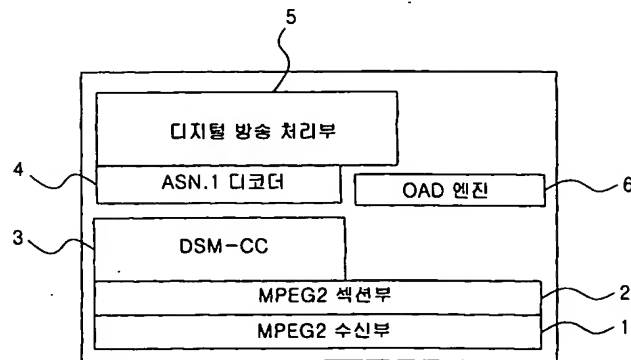 5
디지털 방송 처리부
4
ASN.1 디코더
OAD 엔진
6
3
DSM-CC
MPEG2 섹션부
2
MPEG2 수신부
1